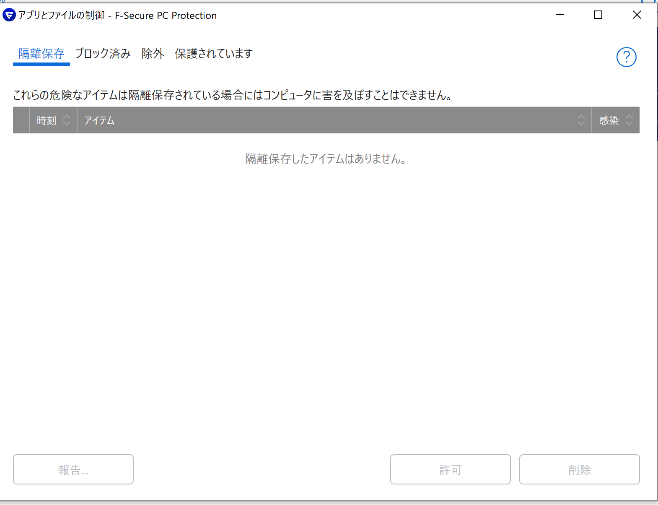 アプリとファイルの制御 - F-Secure PC Protection
隔離保存 ブロック済み 除外 保護されています
これらの危険なアイテムは隔離保存されている場合にはコンピュータに害を及ぼすことはできません。
時刻 アイテム 感染
隔離保存したアイテムはありません。
報告... 許可 削除